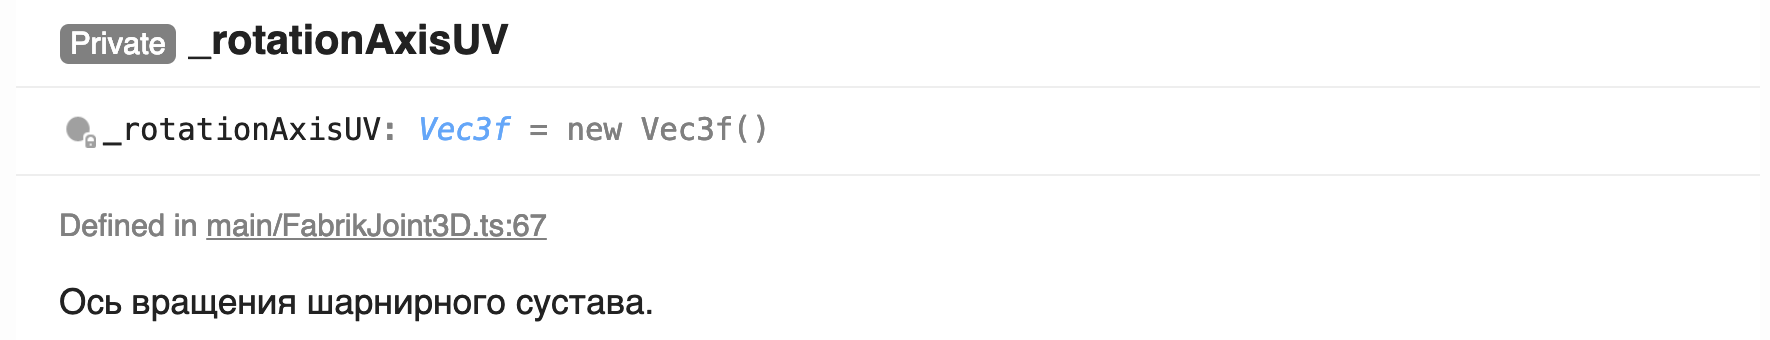 Private _rotationAxisUV
_rotationAxisUV: Vec3f = new Vec3f()
Defined in main/FabrikJoint3D.ts:67
Ось вращения шарнирного сустава.